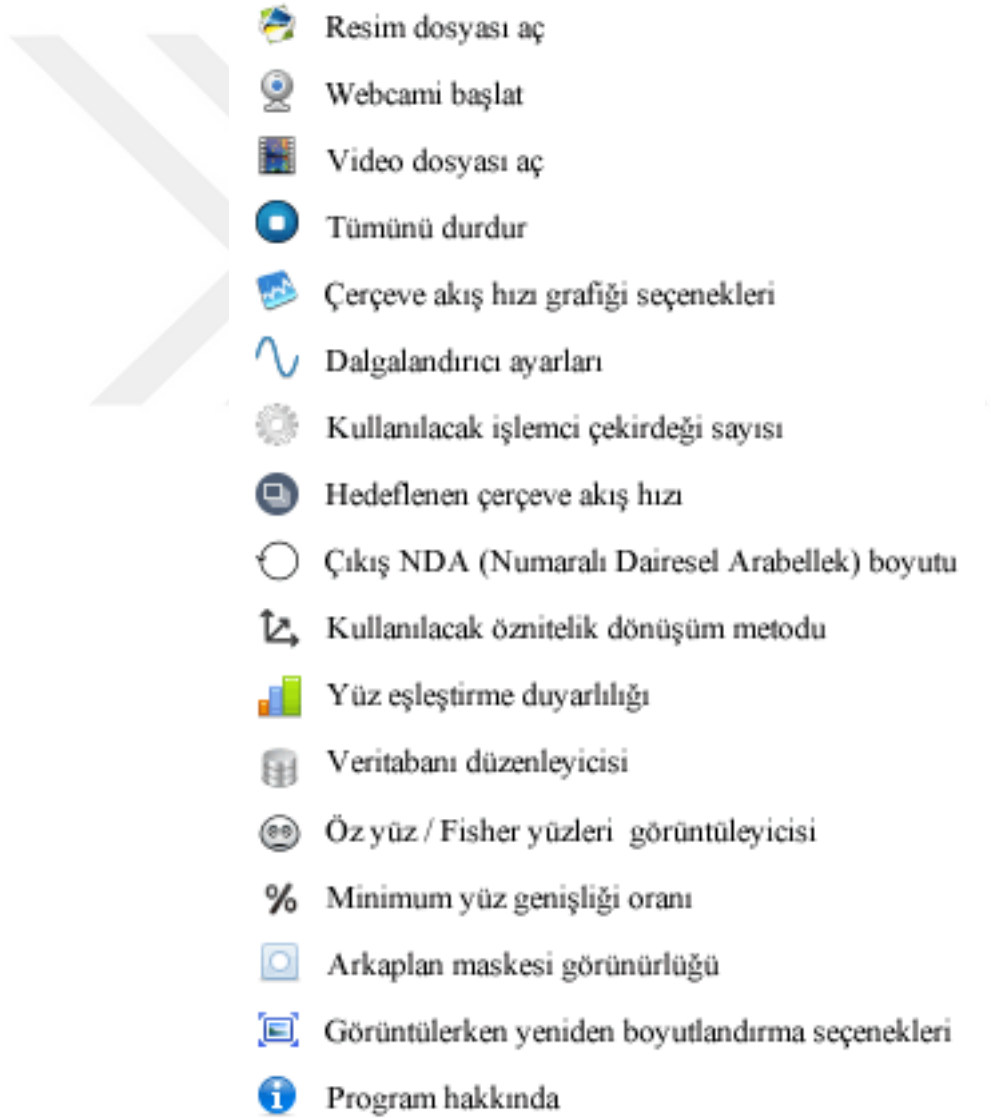 Resim dosyası aç
Webcami başlat
Video dosyası aç
Tümünü durdur
Çerçeve akış hızı grafiği seçenekleri
Dalgalandırıcı ayarları
Kullanılacak işlemci çekirdeği sayısı
Hedeflenen çerçeve akış hızı
Çıkış NDA (Numaralı Dairesel Arabellek) boyutu
Kullanılacak öznitelik dönüşüm metodu
Yüz eşleştirme duyarlılığı
Veritabanı düzenleyicisi
Öz yüz / Fisher yüzleri görüntüleyicisi
% Minimum yüz genişliği oranı
Arkaplan maskesi görünürlüğü
Görüntülerken yeniden boyutlandırma seçenekleri
Program hakkında